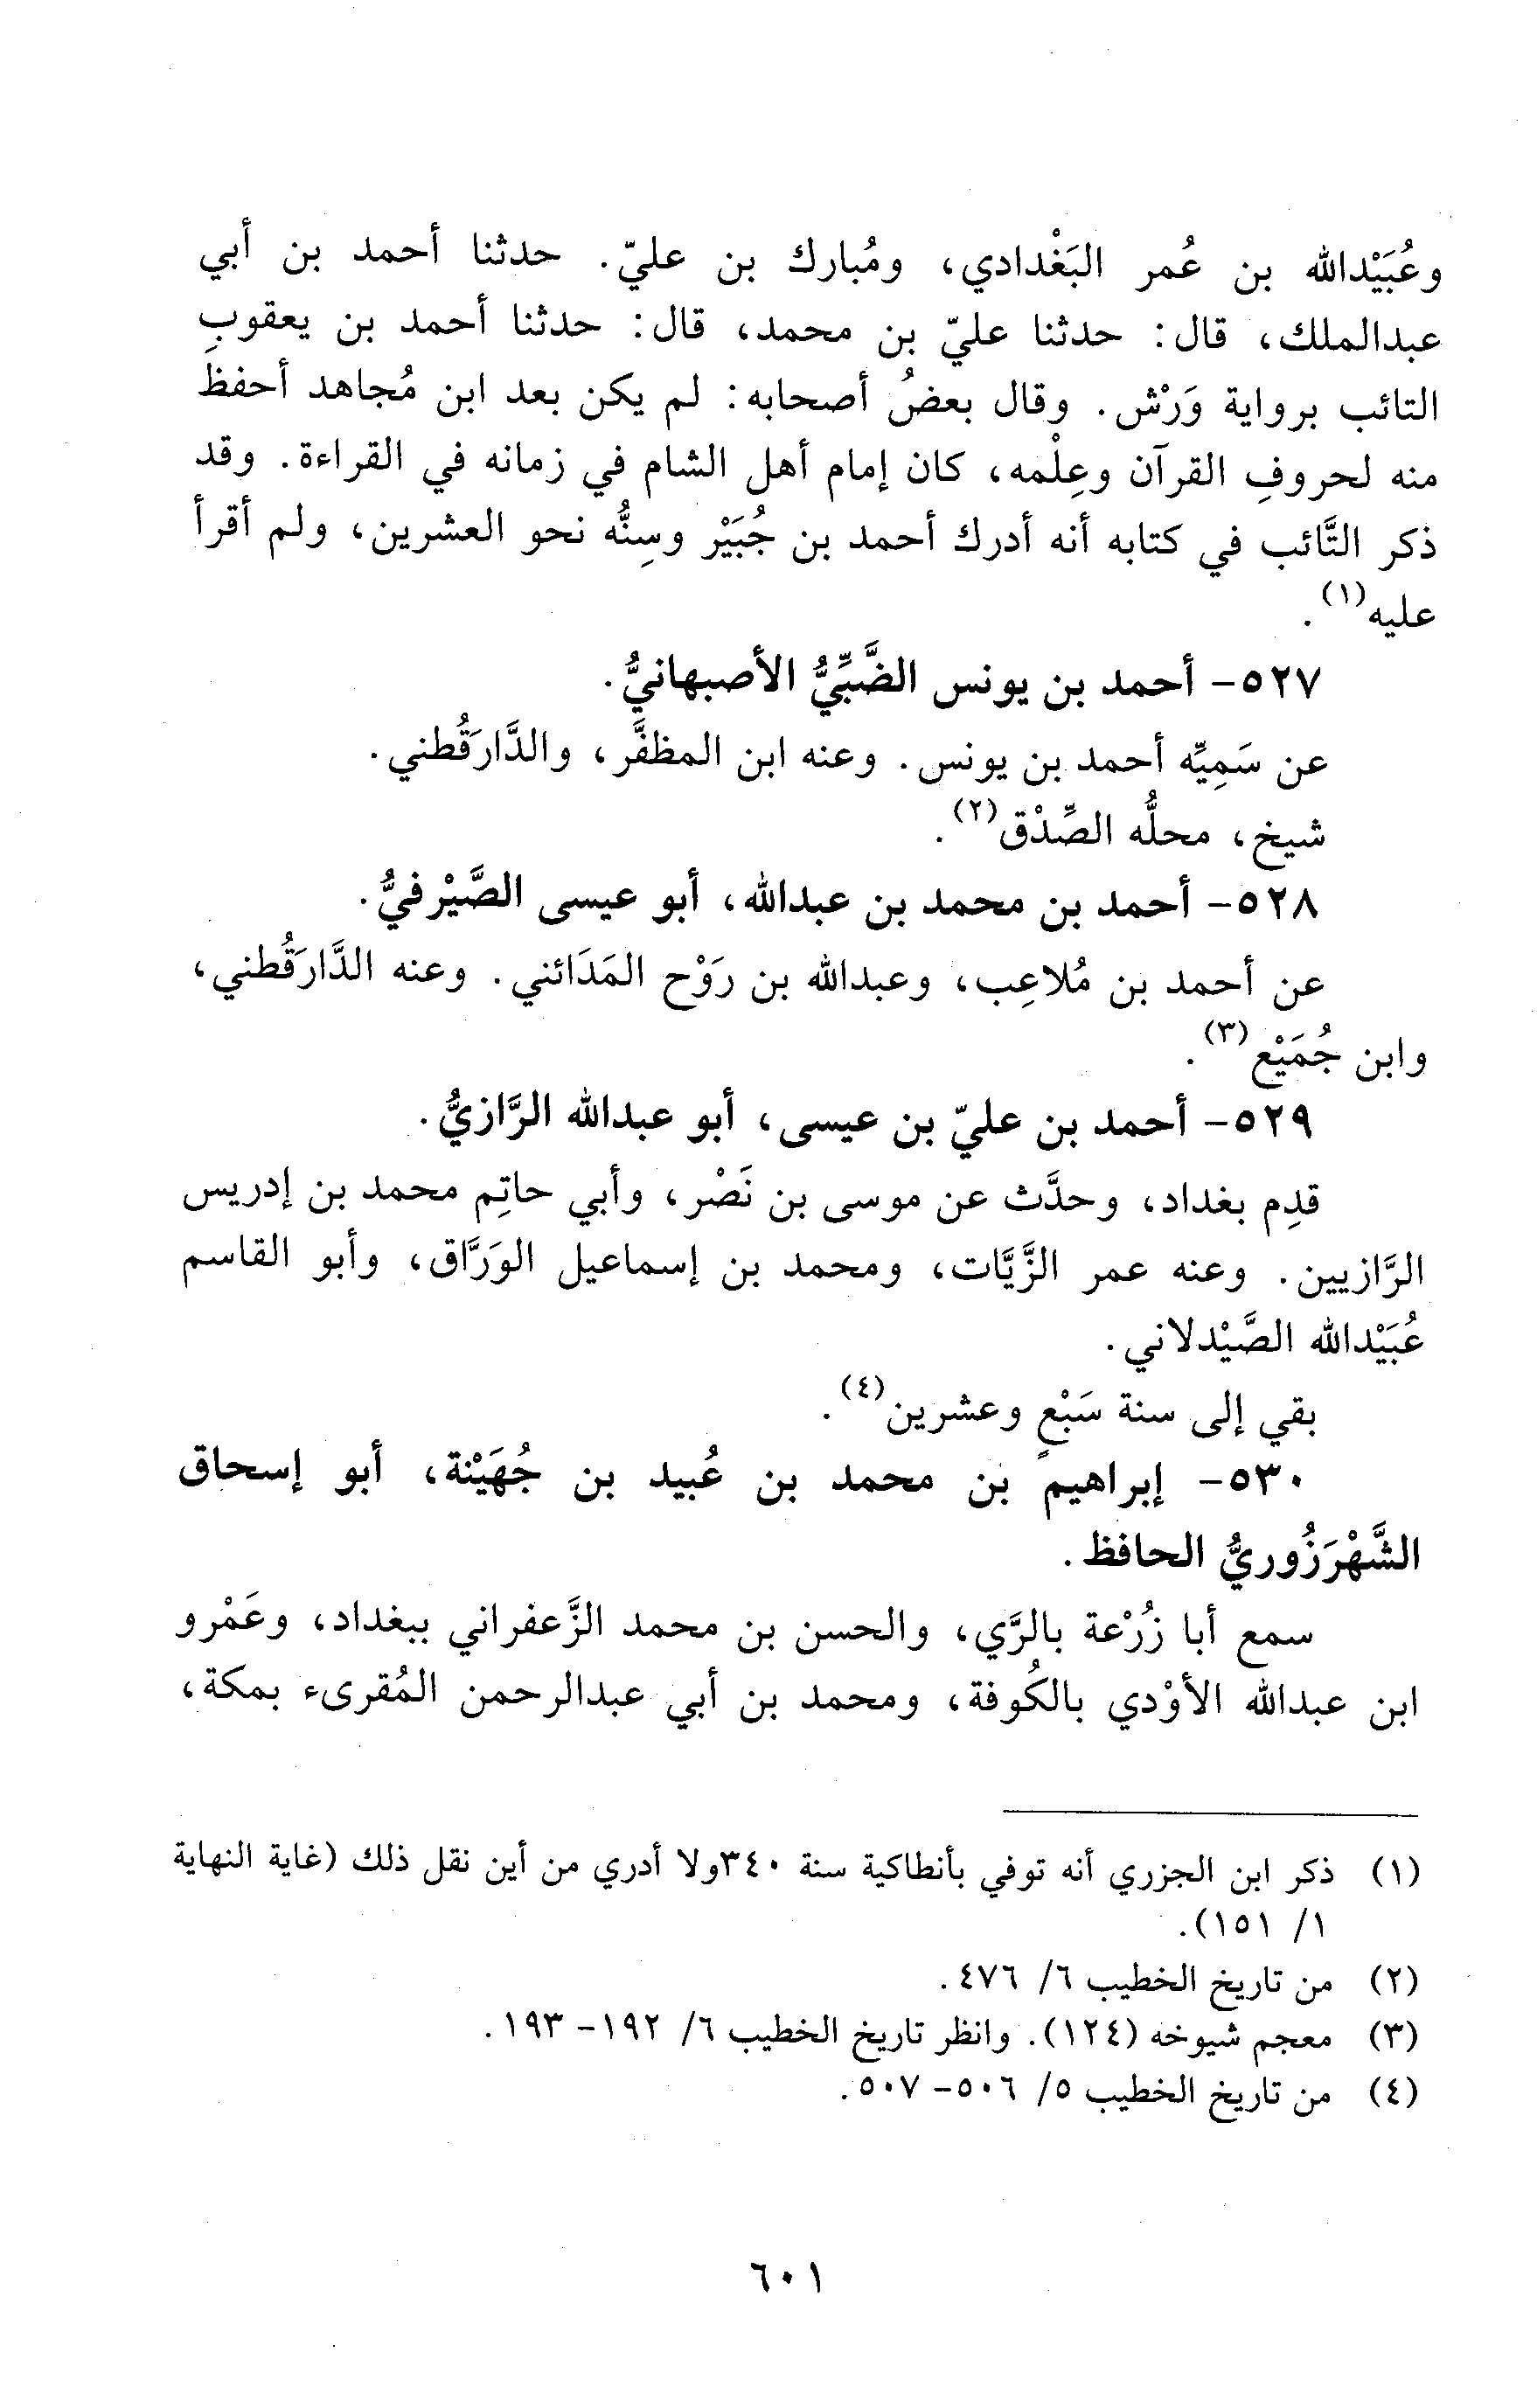 وعُبَيْدالله بن عُمر البَغْدادي، ومُبارك بن عليّ. حدثنا أحمد بن أبي
عبدالملك، قال: حدثنا عليّ بن محمد، قال: حدثنا أحمد بن يعقوبِ
التائب برواية وَرْش. وقال بعضُ أصحابه: لم يكن بعد ابن مُجاهد أحفظ
منه لحروفِ القرآن وعِلْمه، كان إمام أهل الشام في زمانه في القراءة. وقد
ذكر التَّائب في كتابه أنه أدرك أحمد بن جُبَيْر وسِنُّه نحو العشرين، ولم أقرأ
عليه(١).
٥٢٧- أحمد بن يونس الضَّبِّيُّ الأصبهانيُّ.
عن سَمِيِّه أحمد بن يونس. وعنه ابن المظفَّر، والدَّارَقُطني.
شيخ، محلُّه الصِّدْق(٢).
٥٢٨- أحمد بن محمد بن عبدالله، أبو عيسى الصَّيْرفيُّ.
عن أحمد بن مُلاعِب، وعبدالله بن رَوْح المَدَائني. وعنه الدَّارَقُطني،
وابن جُمَيْع(٣).
٥٢٩- أحمد بن عليّ بن عيسى، أبو عبدالله الرَّازيُّ.
قدِم بغداد، وحدَّث عن موسى بن نَصْر، وأبي حاتِم محمد بن إدريس
الرَّازيين. وعنه عمر الزَّيَّات، ومحمد بن إسماعيل الوَرَّاق، وأبو القاسم
عُبَيْدالله الصَّيْدلاني.
بقي إلى سنة سَبْعٍ وعشرين(٤).
٥٣٠- إبراهيم بن محمد بن عُبيد بن جُهَيْنة، أبو إسحاق
الشَّهْرَزُوريُّ الحافظ.
سمع أبا زُرْعة بالرَّي، والحسن بن محمد الزَّعفراني ببغداد، وعَمْرو
ابن عبدالله الأوْدي بالكُوفة، ومحمد بن أبي عبدالرحمن المُقرىء بمكة،
(١) ذكر ابن الجزري أنه توفي بأنطاكية سنة ٣٤٠ولا أدري من أين نقل ذلك (غاية النهاية
١/ ١٥١).
(٢) من تاريخ الخطيب ٦/ ٤٧٦.
(٣) معجم شيوخه (١٢٤). وانظر تاريخ الخطيب ٦/ ١٩٢- ١٩٣.
(٤) من تاريخ الخطيب ٥/ ٥٠٦- ٥٠٧.
٦٠١